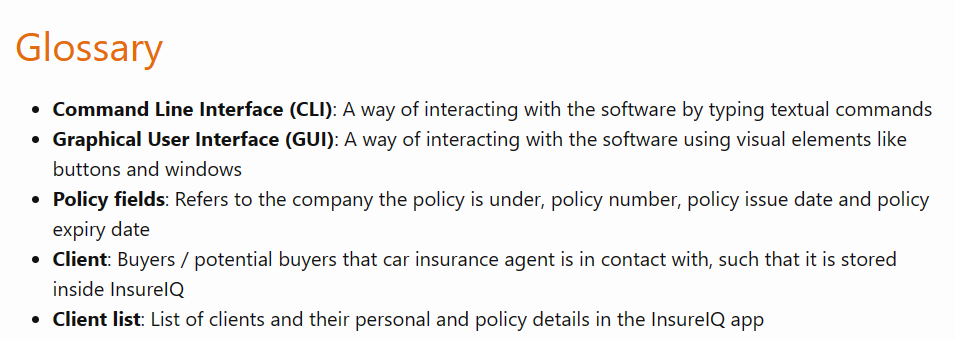 Glossary
Command Line Interface (CLI): A way of interacting with the software by typing textual commands
Graphical User Interface (GUI): A way of interacting with the software using visual elements like
buttons and windows
Policy fields: Refers to the company the policy is under, policy number, policy issue date and policy
expiry date
Client: Buyers / potential buyers that car insurance agent is in contact with, such that it is stored
inside InsureIQ
Client list: List of clients and their personal and policy details in the InsureIQ app